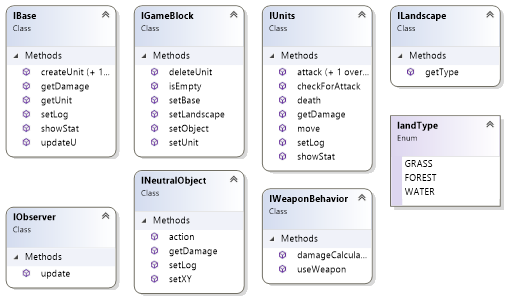 IBase
Class
Methods
createUnit (+ 1...
getDamage
getUnit
setLog
showStat
updateU
IGameBlock
Class
Methods
deleteUnit
isEmpty
setBase
setLandscape
setObject
setUnit
IUnits
Class
Methods
attack (+ 1 over...
checkForAttack
death
getDamage
move
setLog
showStat
ILandscape
Class
Methods
getType
landType
Enum
GRASS
FOREST
WATER
IObserver
Class
Methods
update
INeutralObject
Class
Methods
action
getDamage
setLog
setXY
IWeaponBehavior
Class
Methods
damageCalcula...
useWeapon